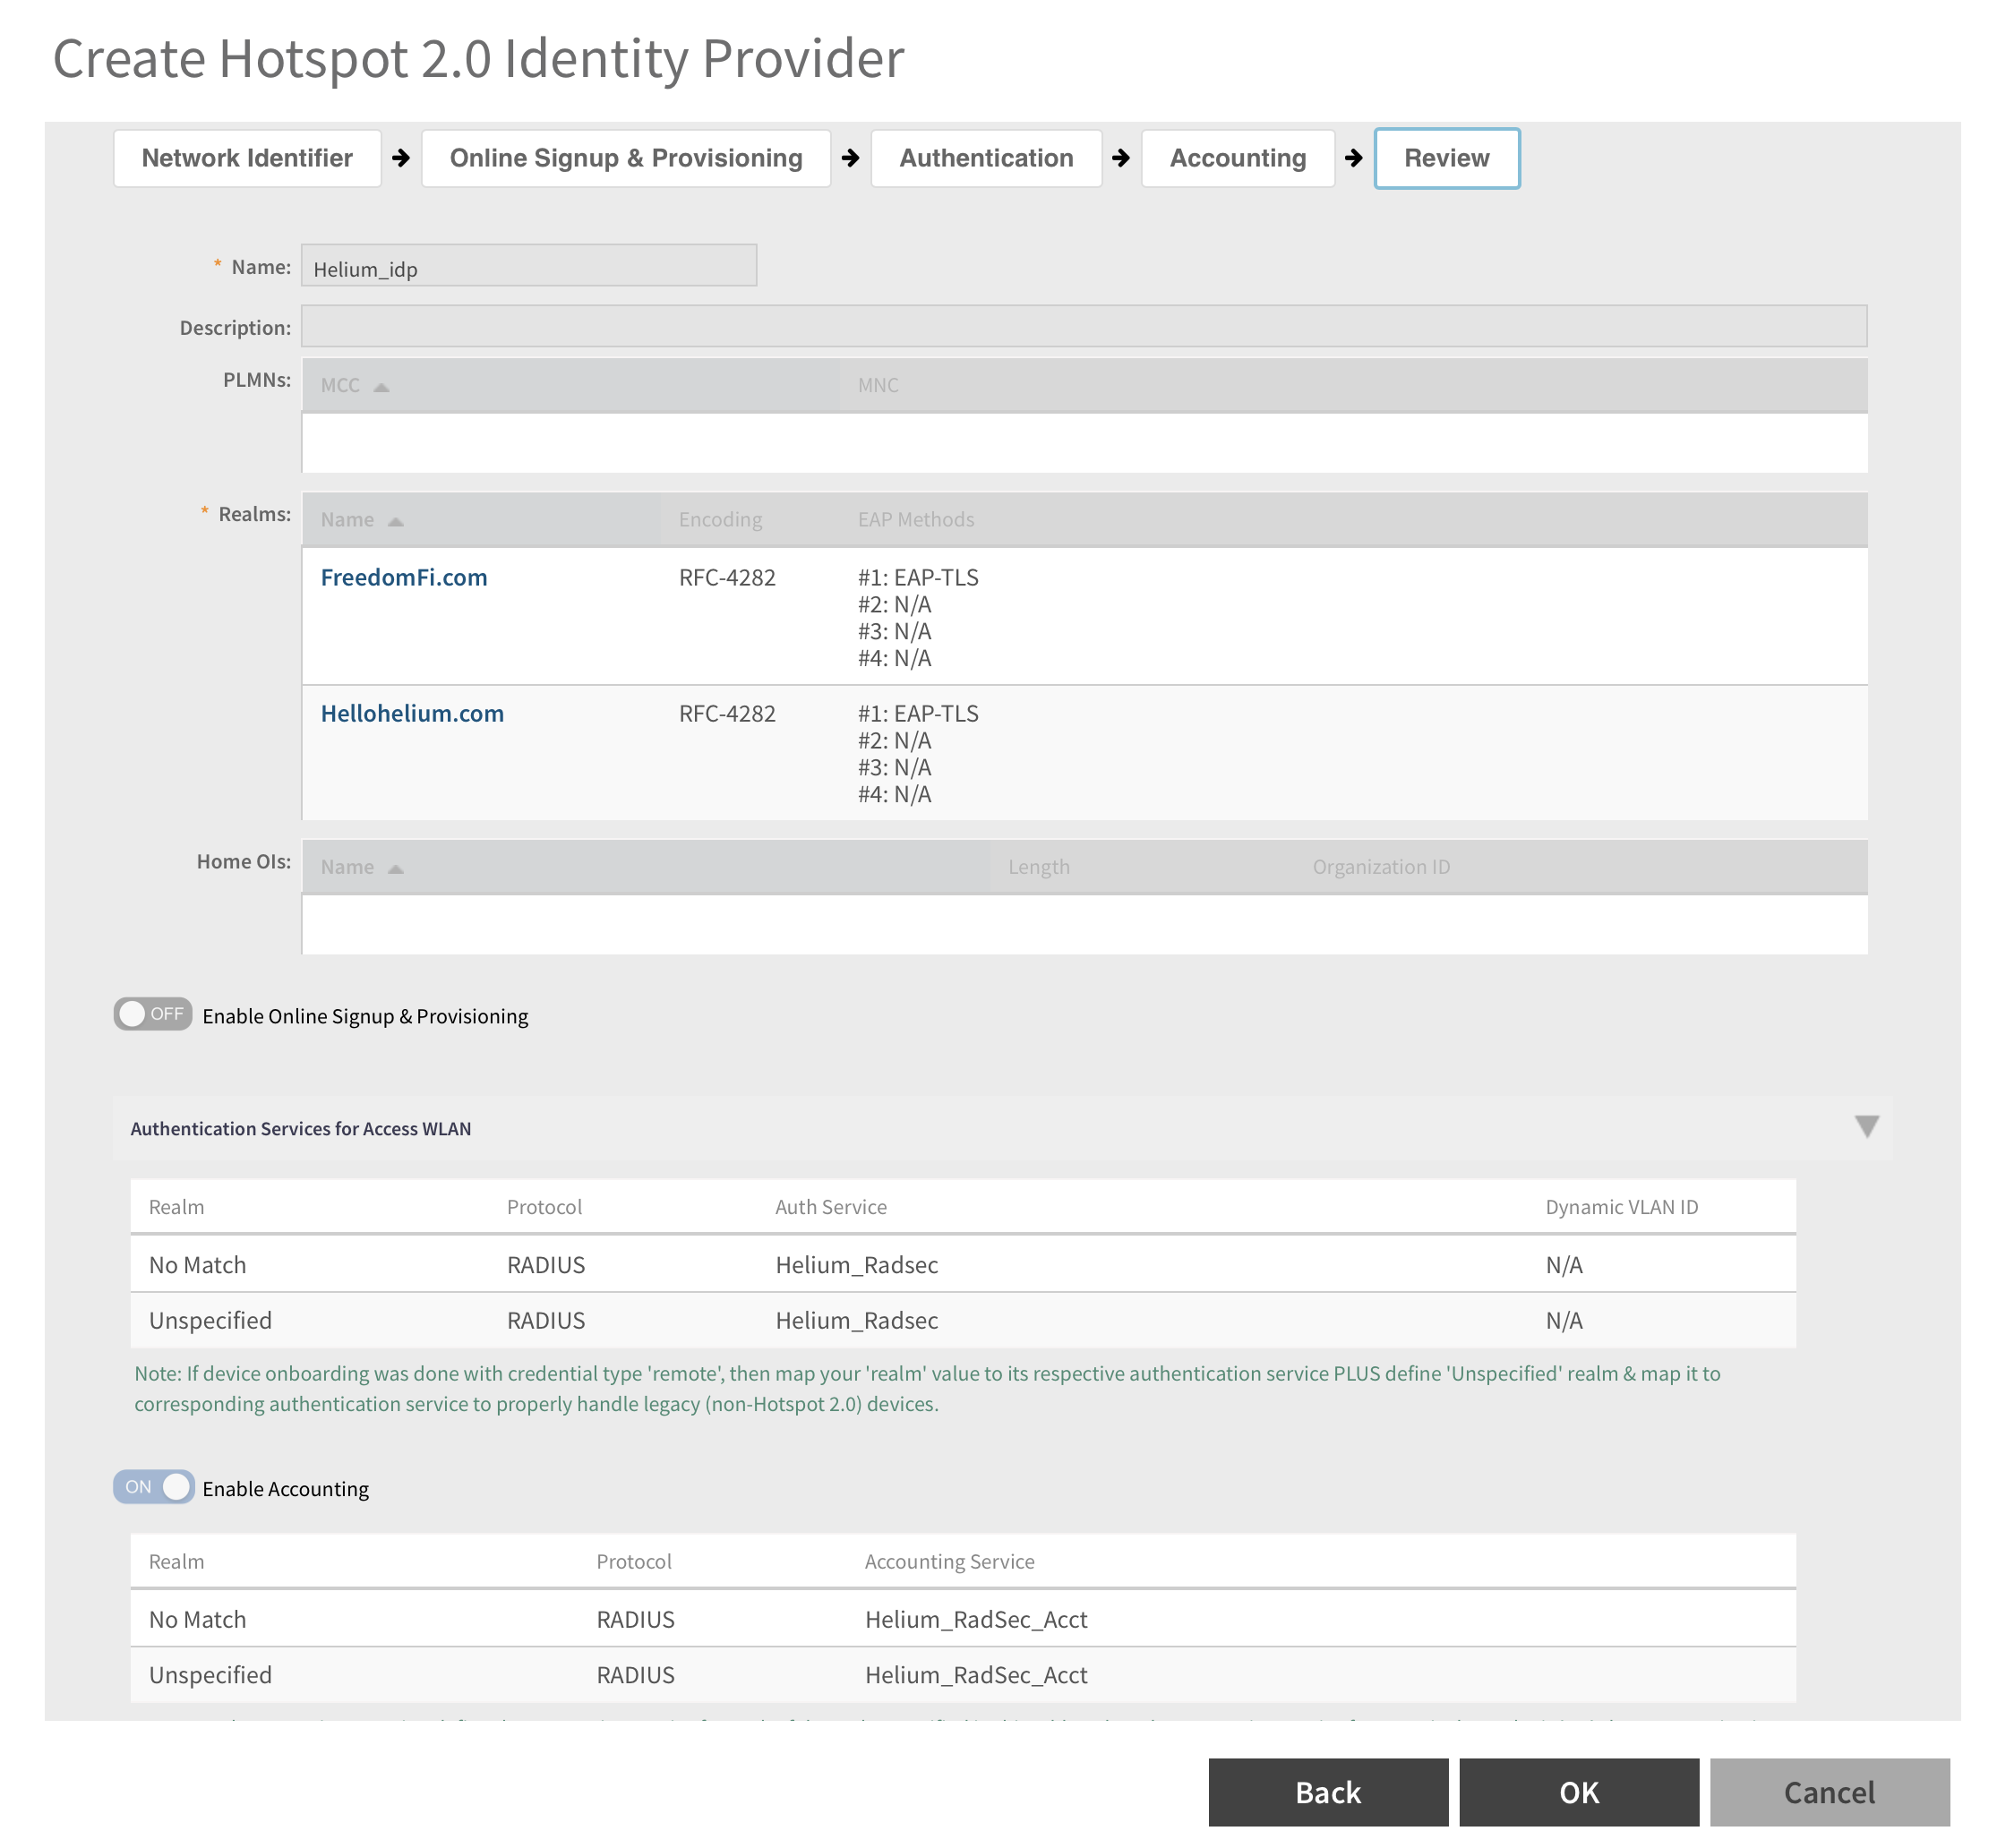 Create Hotspot 2.0 Identity Provider
Network Identifier Online Signup & Provisioning Authentication Accounting Review
* Name: Helium_idp
Description:
PLMNs: MCC MNC
* Realms: Name Encoding EAP Methods
FreedomFi.com RFC-4282 #1: EAP-TLS
#2: N/A
#3: N/A
#4: N/A
Hellohelium.com RFC-4282 #1: EAP-TLS
#2: N/A
#3: N/A
#4: N/A
Home OIs: Name Length Organization ID
OFF Enable Online Signup & Provisioning
Authentication Services for Access WLAN
Realm Protocol Auth Service Dynamic VLAN ID
No Match RADIUS Helium_Radsec N/A
Unspecified RADIUS Helium_Radsec N/A
Note: If device onboarding was done with credential type 'remote', then map your 'realm' value to its respective authentication service PLUS define 'Unspecified' realm & map it to
corresponding authentication service to properly handle legacy (non-Hotspot 2.0) devices.
ON Enable Accounting
Realm Protocol Accounting Service
No Match RADIUS Helium_RadSec_Acct
Unspecified RADIUS Helium_RadSec_Acct
Back OK Cancel